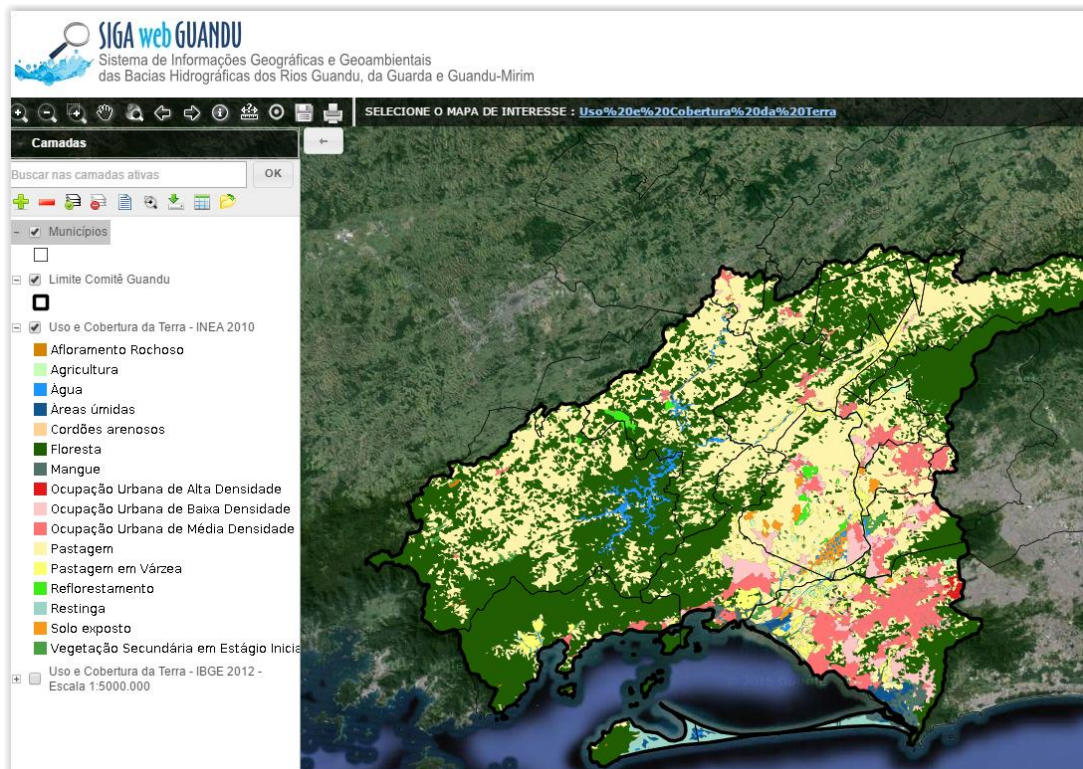 SIGA web GUANDU
Sistema de Informações Geográficas e Geoambientais
das Bacias Hidrográficas dos Rios Guandu, da Guarda e Guandu-Mirim
SELECIONE O MAPA DE INTERESSE : Uso%20e%20Cobertura%20da%20Terra
Camadas
Buscar nas camadas ativas
OK
Municípios
Limite Comitê Guandu
Uso e Cobertura da Terra - INEA 2010
Afloramento Rochoso
Agricultura
Água
Áreas úmidas
Cordões arenosos
Floresta
Mangue
Ocupação Urbana de Alta Densidade
Ocupação Urbana de Baixa Densidade
Ocupação Urbana de Média Densidade
Pastagem
Pastagem em Várzea
Reflorestamento
Restinga
Solo exposto
Vegetação Secundária em Estágio Inicia
Uso e Cobertura da Terra - IBGE 2012 -
Escala 1:5000.000